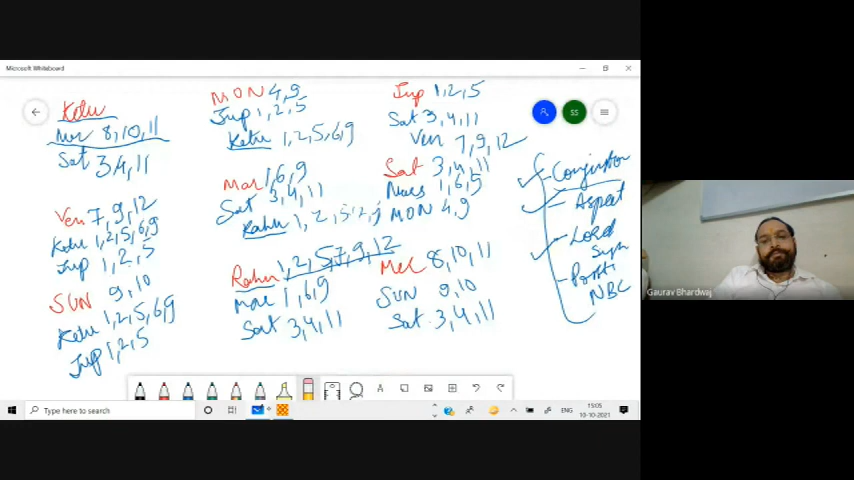 Microsoft Whiteboard
Ketu
Mer 8,10,11
Sat 3,4,11
Ven 7,9,12
Ketu 1,2,5,6,9
Jup 1,2,5
SUN 9,10
Ketu 1,2,5,6,9
Jup 1,2,5
MON 4,9
Jup 1,2,5
Ketu 1,2,5,6,9
Mar 1,6,9
Sat 3,4,11
Rahu 1,2,5
Rahu 1,2,5,7,9,12
Mar 1,6,9
Sat 3,4,11
Jup 1,2,5
Sat 3,4,11
Ven 7,9,12
Sat 3,4,11
Mars 1,6,9
MON 4,9
Mer 8,10,11
SUN 9,10
Sat 3,4,11
Conjunction
Aspect
Lord
Sign
NBC
SS
Gaurav Bhardwaj
Type here to search
ENG
15:05
10-10-2021